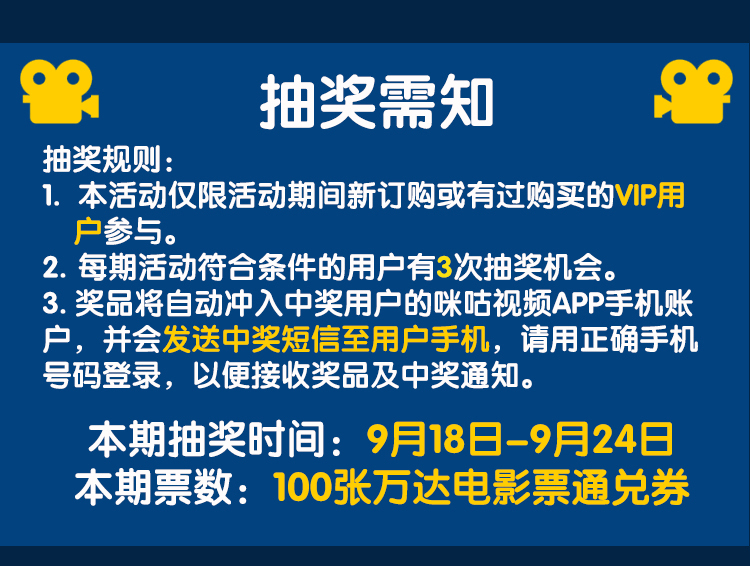 抽奖需知
抽奖规则：
1. 本活动仅限活动期间新订购或有过购买的VIP用
户参与。
2. 每期活动符合条件的用户有3次抽奖机会。
3. 奖品将自动冲入中奖用户的咪咕视频APP手机账
户，并会发送中奖短信至用户手机，请用正确手机
号码登录，以便接收奖品及中奖通知。
本期抽奖时间：9月18日-9月24日
本期票数：100张万达电影票通兑券